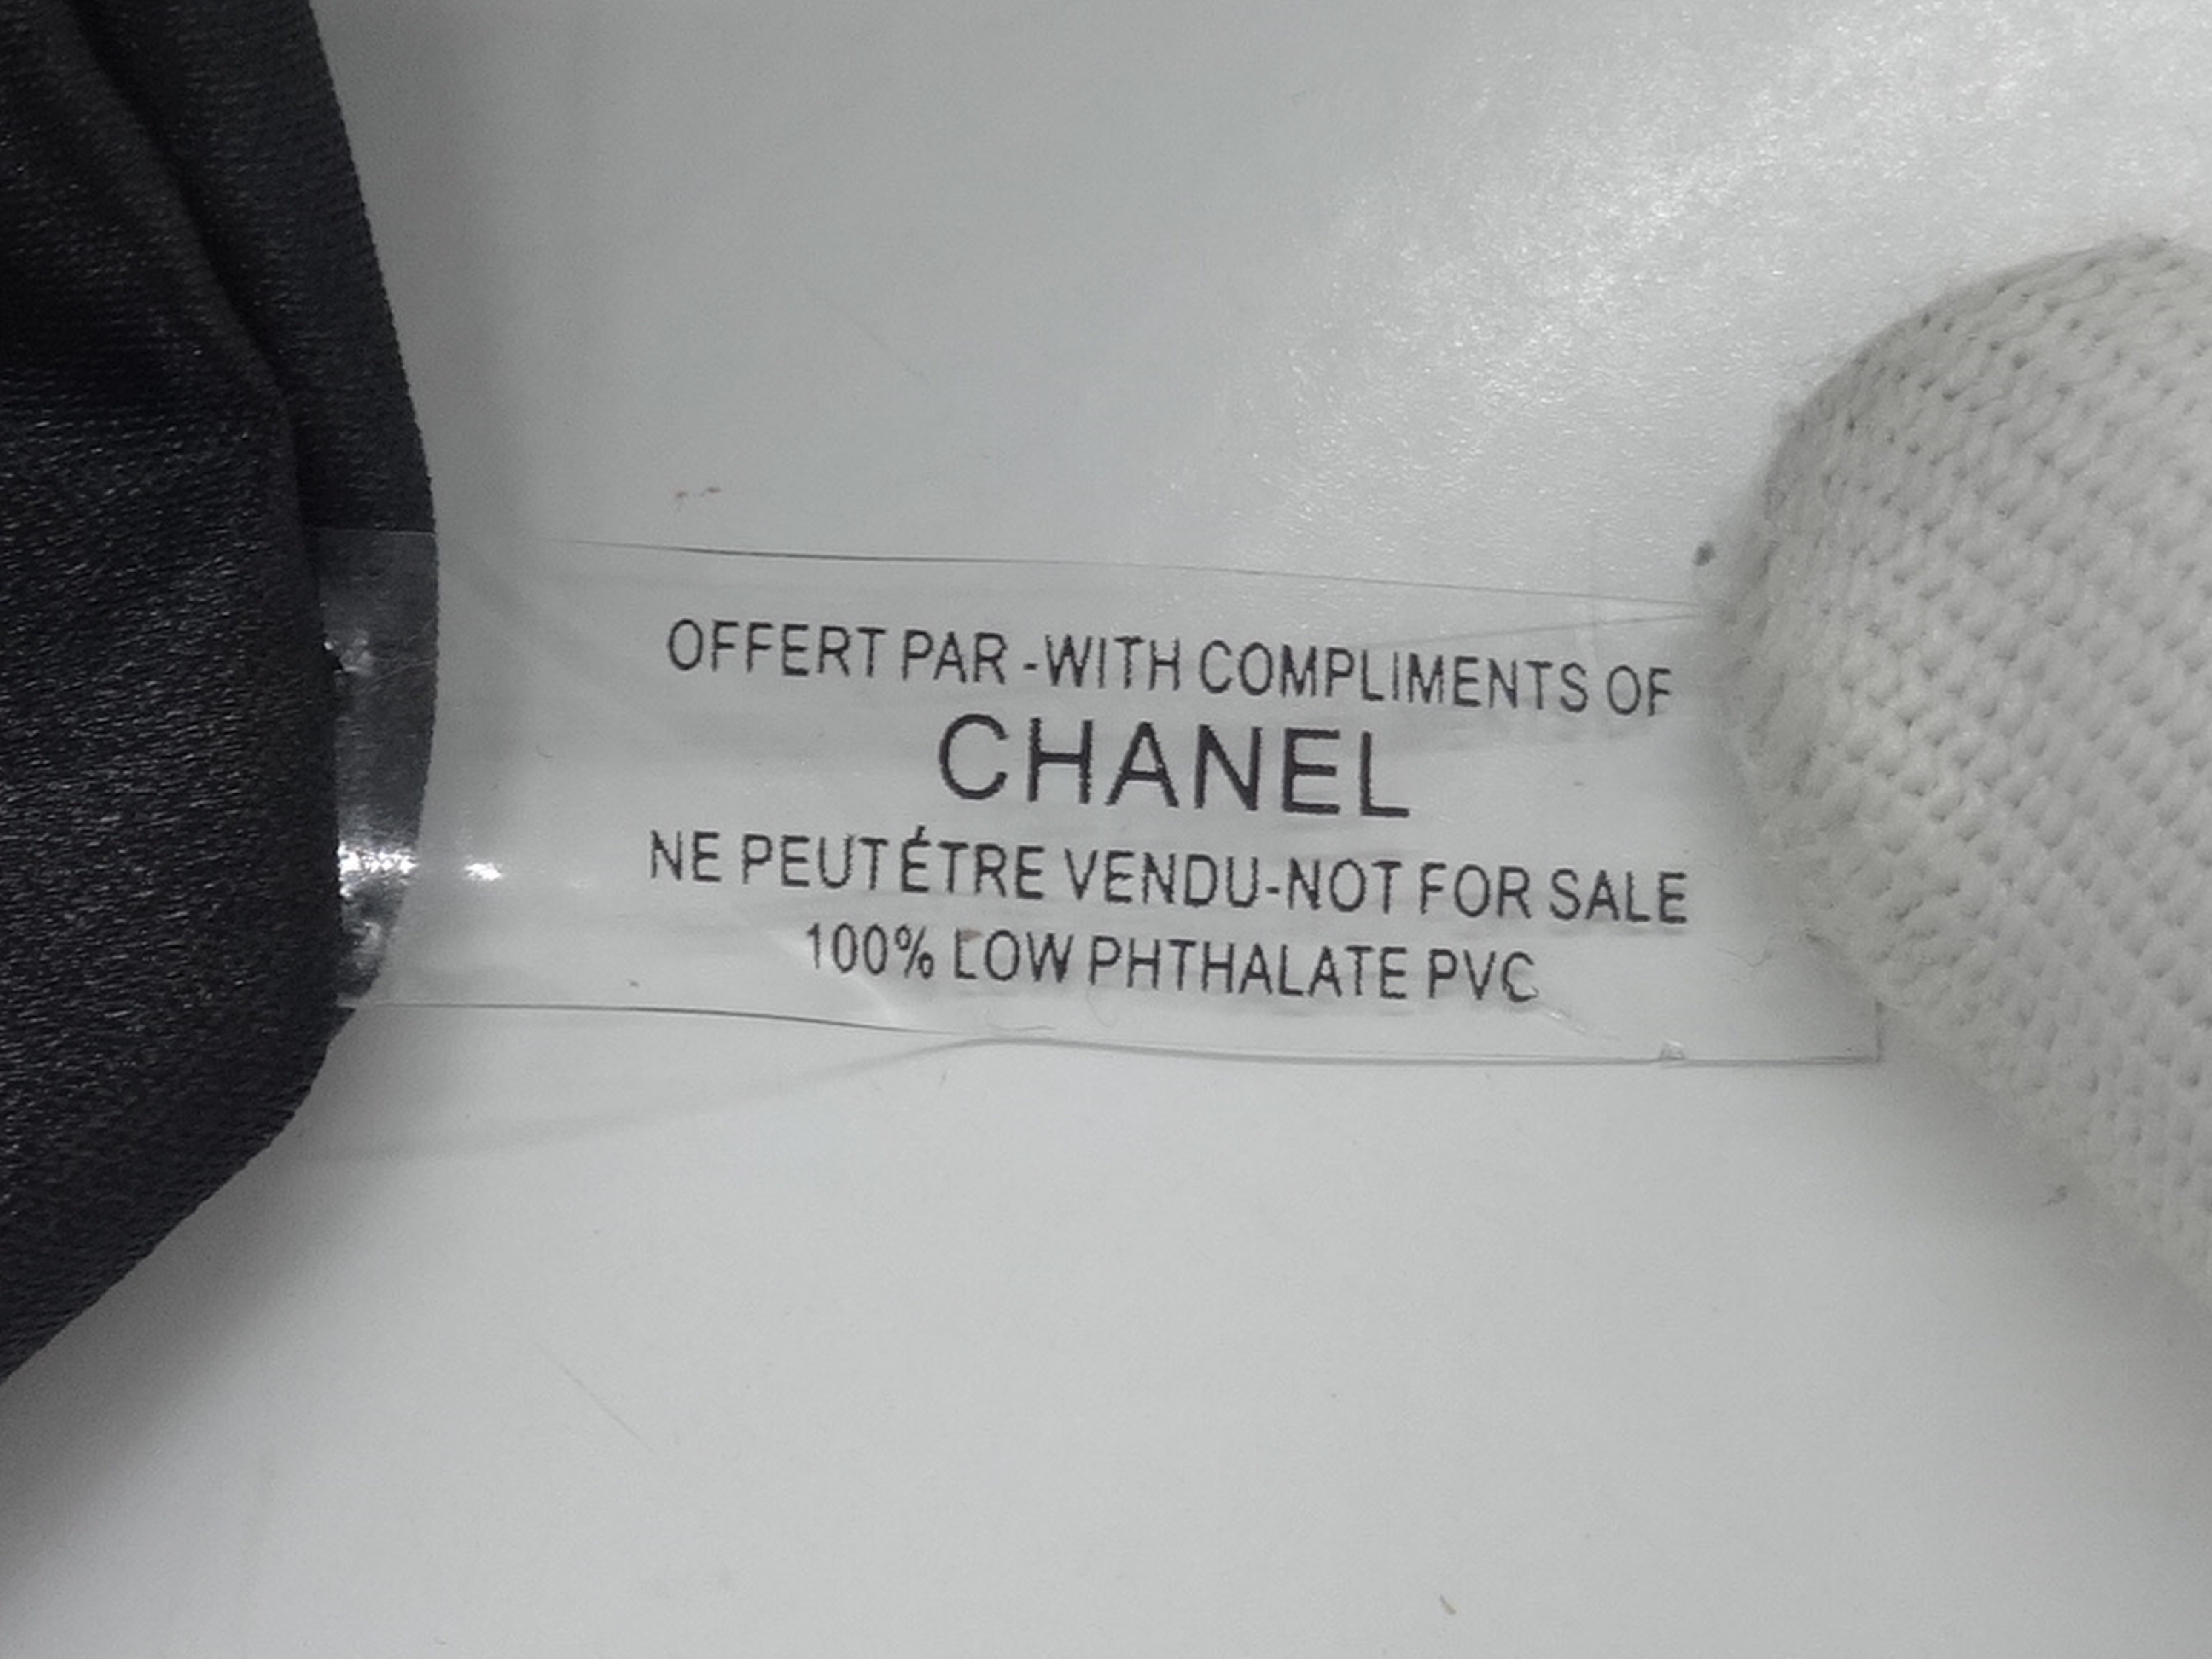 OFFERT PAR -WITH COMPLIMENTS OF
CHANEL
NE PEUT ÉTRE VENDU-NOT FOR SALE
100% LOW PHTHALATE PVC